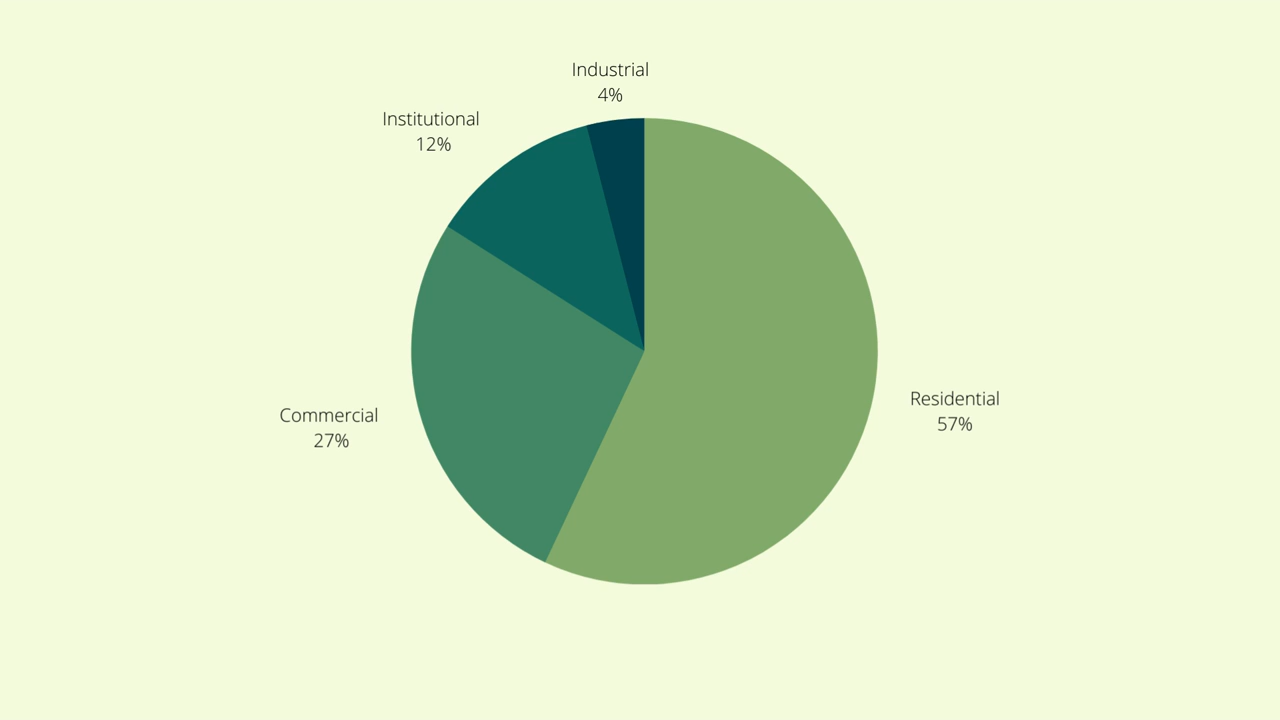 Industrial
4%
Institutional
12%
Residential
57%
Commercial
27%